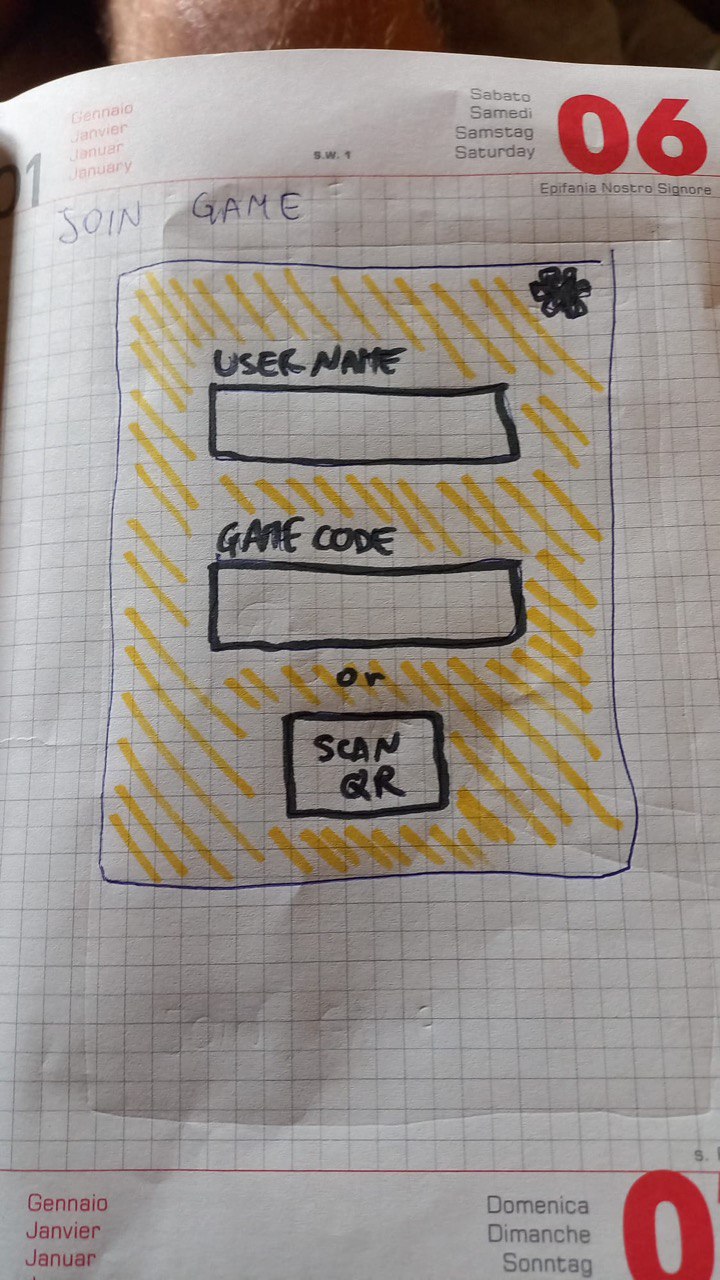 Gennaio
Janvier
Januar
January
01
S.W. 1
Sabato
Samedi
Samstag
Saturday
06
Epifania Nostro Signore
JOIN GAME
USER NAME
GAME CODE
or
SCAN
QR
Gennaio
Janvier
Januar
Domenica
Dimanche
Sonntag